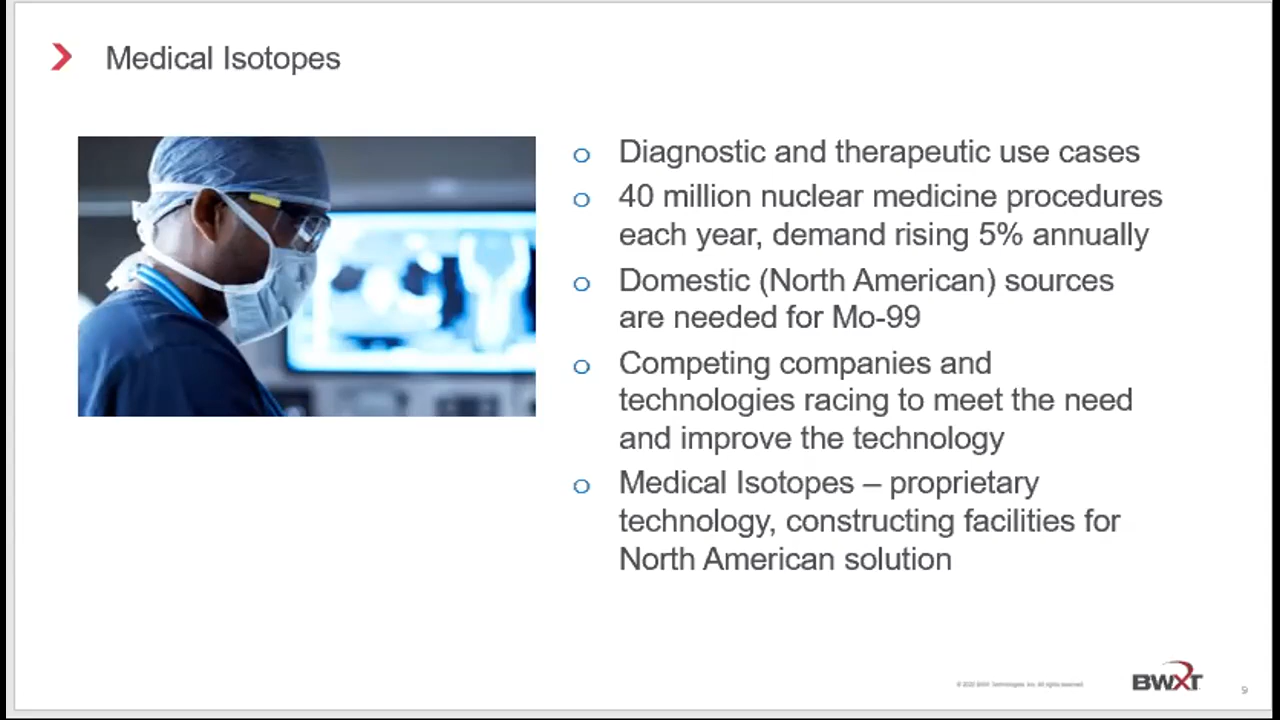 Medical Isotopes
o Diagnostic and therapeutic use cases
o 40 million nuclear medicine procedures
each year, demand rising 5% annually
o Domestic (North American) sources
are needed for Mo-99
o Competing companies and
technologies racing to meet the need
and improve the technology
o Medical Isotopes – proprietary
technology, constructing facilities for
North American solution
BWXT
9